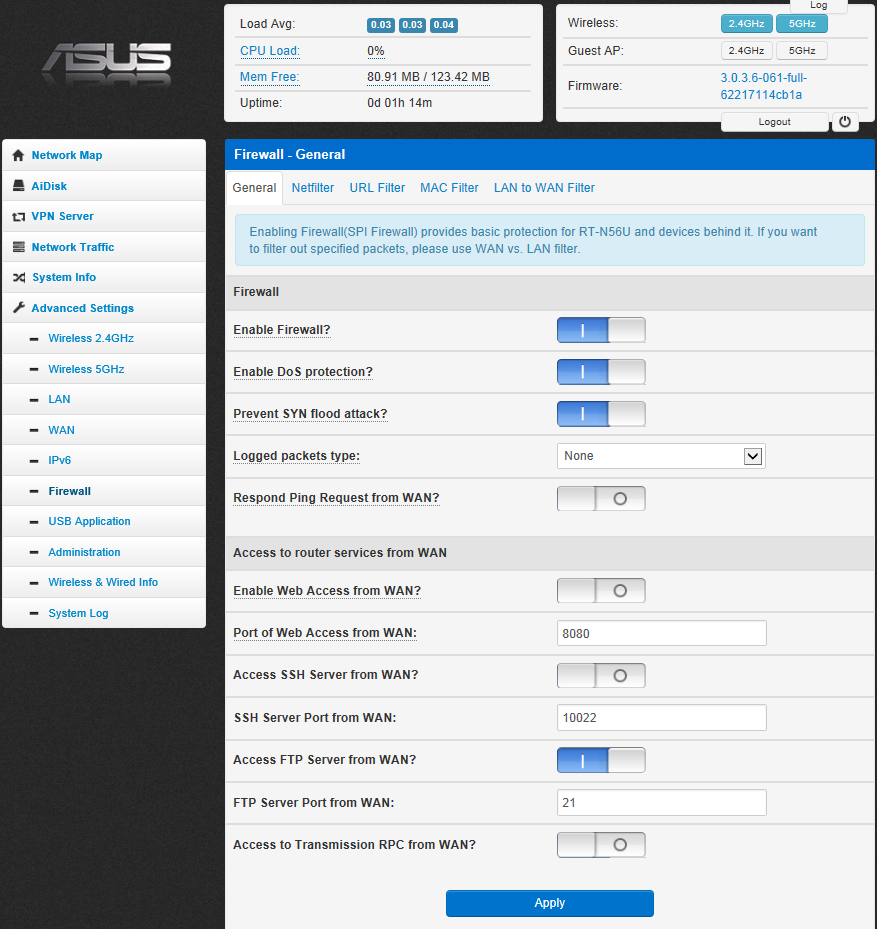 ASUS
Load Avg: 0.03 0.03 0.04
CPU Load: 0%
Mem Free: 80.91 MB / 123.42 MB
Uptime: 0d 01h 14m
Log
Wireless: 2.4GHz 5GHz
Guest AP: 2.4GHz 5GHz
Firmware: 3.0.3.6-061-full-
62217114cb1a
Logout
Network Map
AiDisk
VPN Server
Network Traffic
System Info
Advanced Settings
Wireless 2.4GHz
Wireless 5GHz
LAN
WAN
IPv6
Firewall
USB Application
Administration
Wireless & Wired Info
System Log
Firewall - General
General Netfilter URL Filter MAC Filter LAN to WAN Filter
Enabling Firewall(SPI Firewall) provides basic protection for RT-N56U and devices behind it. If you want
to filter out specified packets, please use WAN vs. LAN filter.
Firewall
Enable Firewall?
Enable DoS protection?
Prevent SYN flood attack?
Logged packets type: None
Respond Ping Request from WAN?
Access to router services from WAN
Enable Web Access from WAN?
Port of Web Access from WAN: 8080
Access SSH Server from WAN?
SSH Server Port from WAN: 10022
Access FTP Server from WAN?
FTP Server Port from WAN: 21
Access to Transmission RPC from WAN?
Apply